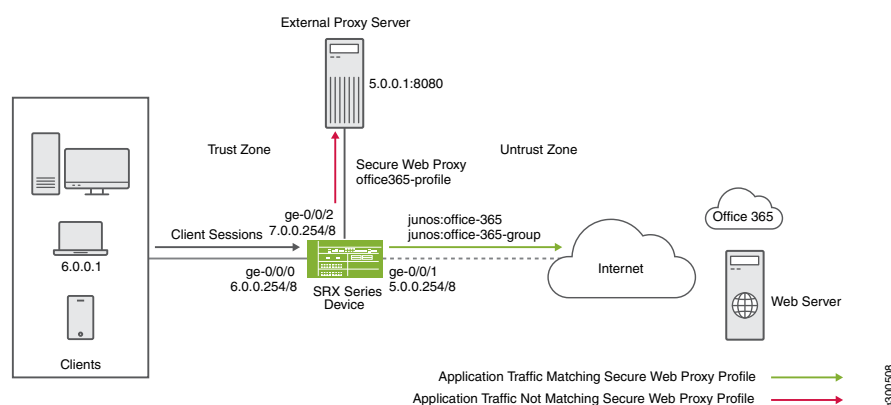 External Proxy Server
5.0.0.1:8080
Trust Zone
Untrust Zone
Secure Web Proxy
office365-profile
ge-0/0/2
7.0.0.254/8
Client Sessions
junos:office-365
junos:office-365-group
Office 365
6.0.0.1
ge-0/0/0
6.0.0.254/8
SRX Series
Device
ge-0/0/1
5.0.0.254/8
Internet
Web Server
Clients
Application Traffic Matching Secure Web Proxy Profile
Application Traffic Not Matching Secure Web Proxy Profile